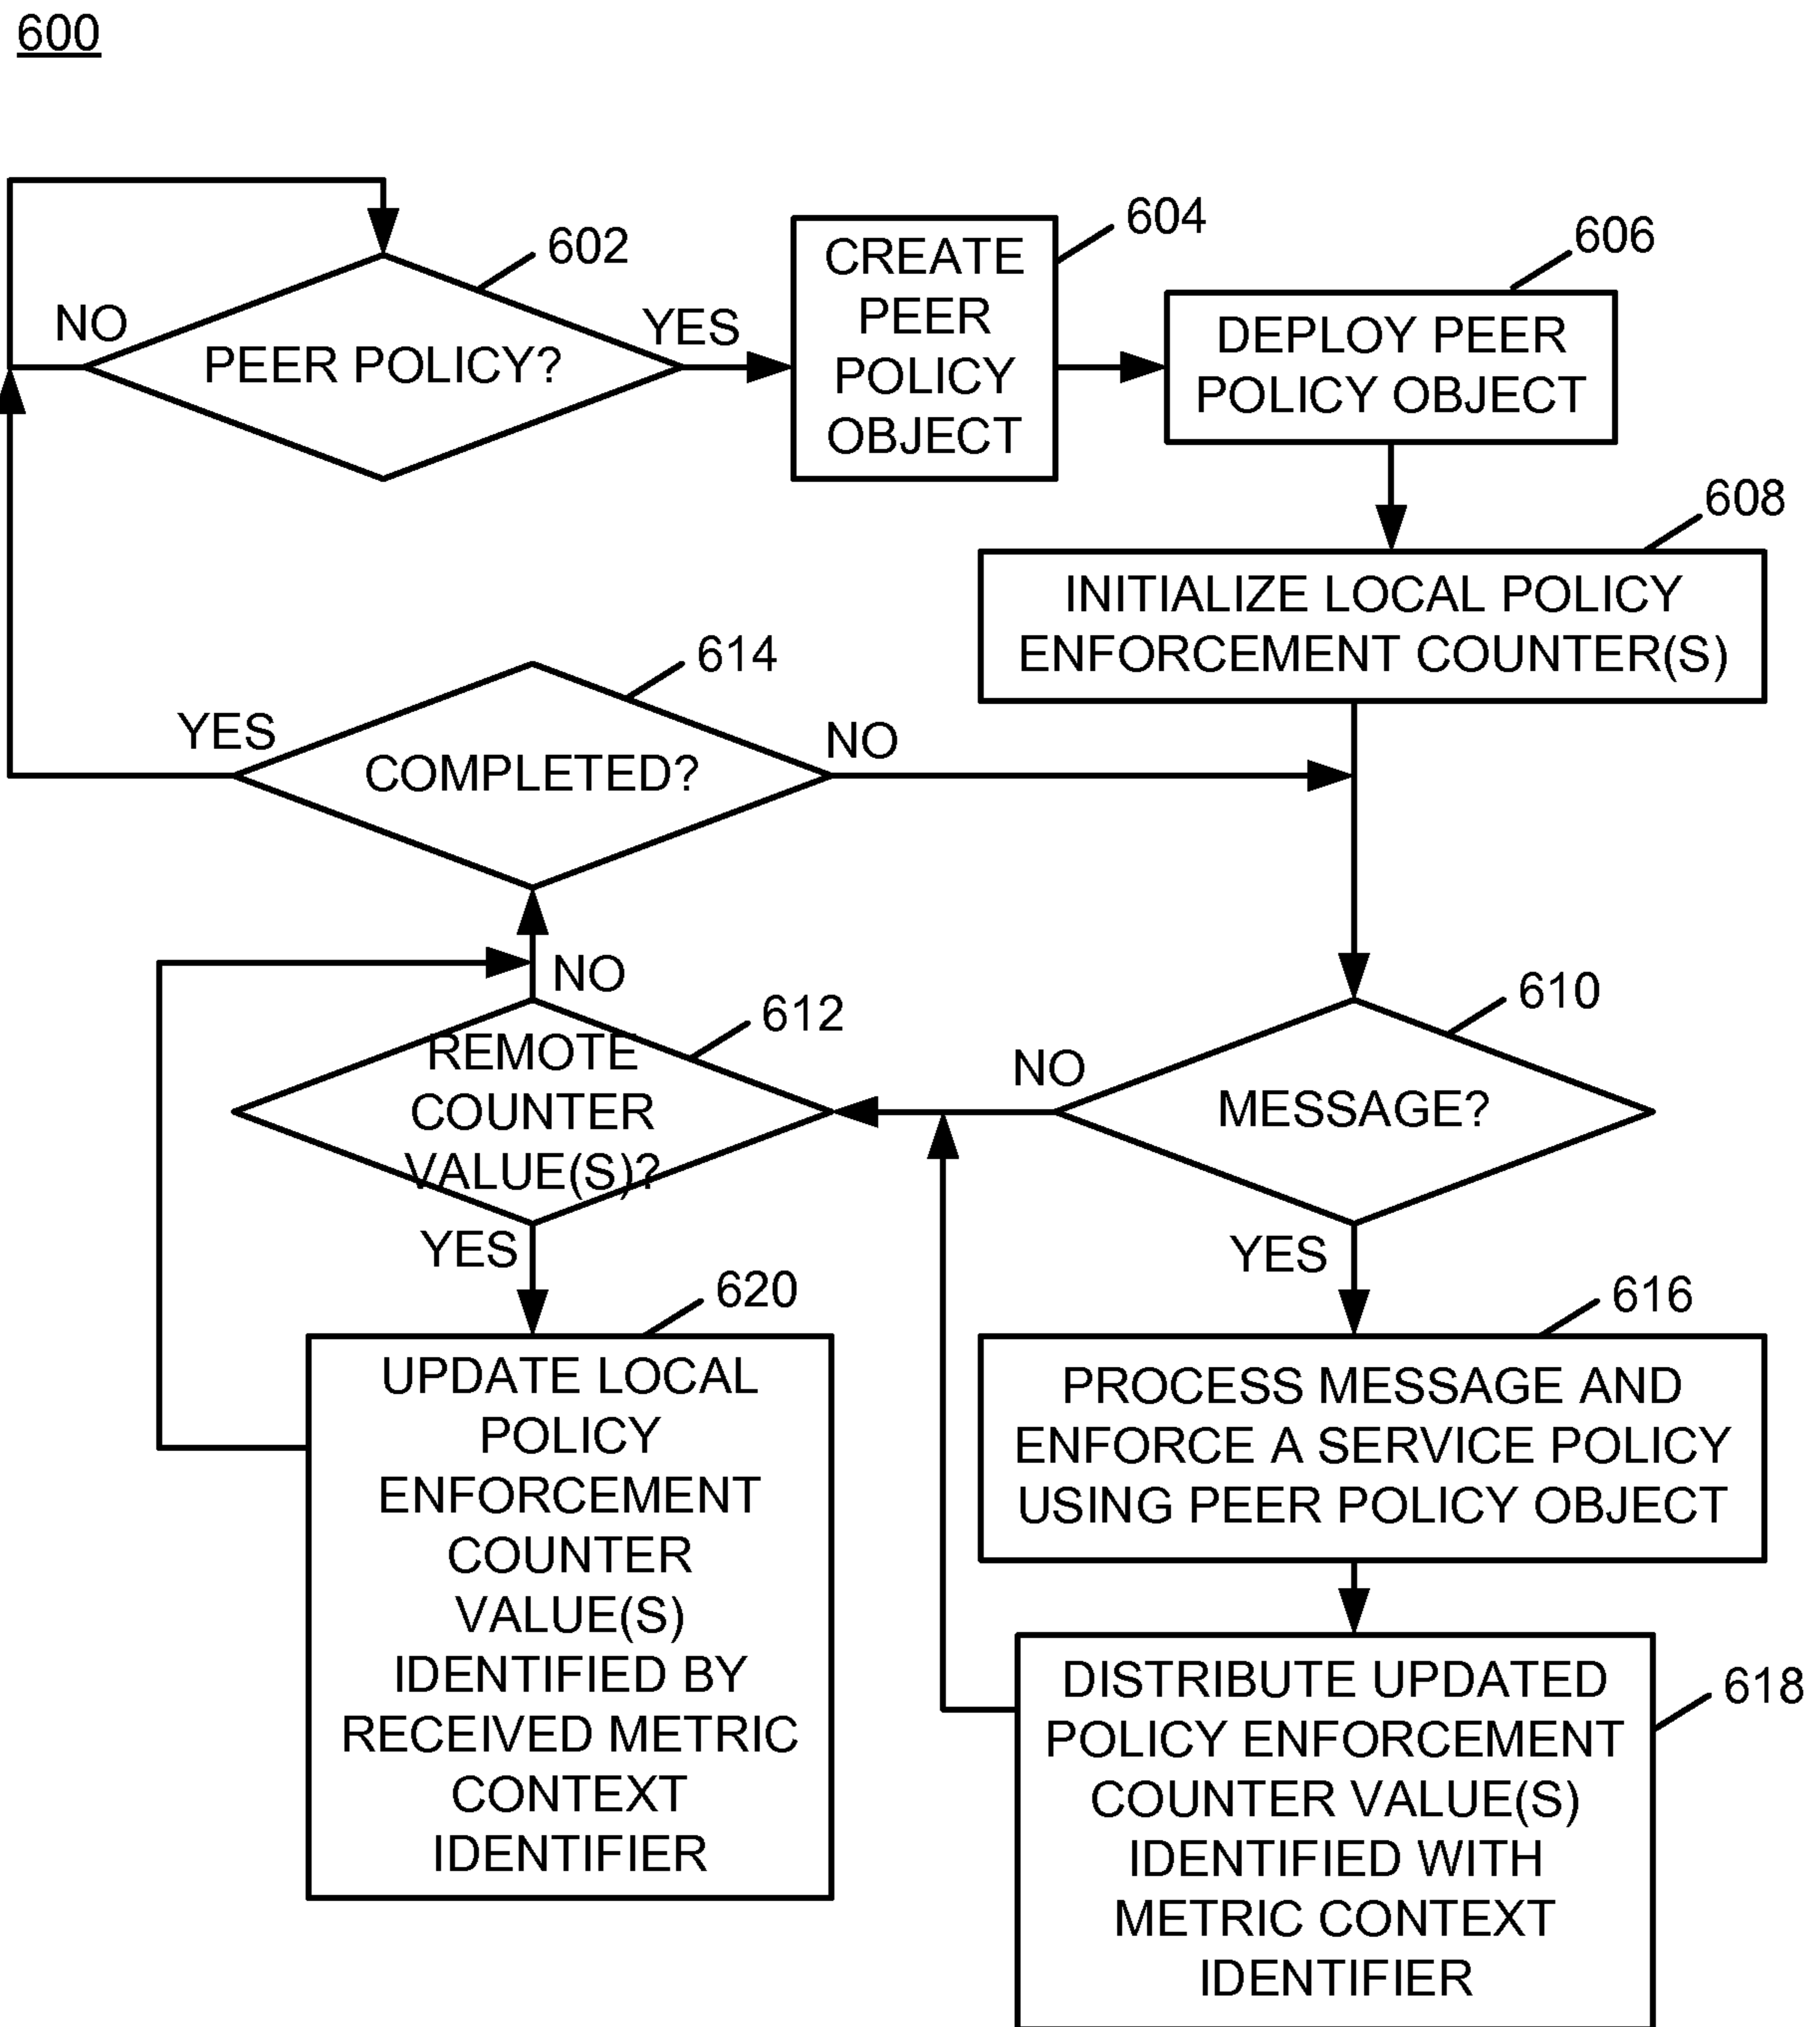 600
602
NO
PEER POLICY?
YES
604
CREATE
PEER
POLICY
OBJECT
606
DEPLOY PEER
POLICY OBJECT
608
INITIALIZE LOCAL POLICY
ENFORCEMENT COUNTER(S)
614
YES
COMPLETED?
NO
610
MESSAGE?
NO
YES
612
NO
REMOTE
COUNTER
VALUE(S)?
YES
616
PROCESS MESSAGE AND
ENFORCE A SERVICE POLICY
USING PEER POLICY OBJECT
618
DISTRIBUTE UPDATED
POLICY ENFORCEMENT
COUNTER VALUE(S)
IDENTIFIED WITH
METRIC CONTEXT
IDENTIFIER
620
UPDATE LOCAL
POLICY
ENFORCEMENT
COUNTER
VALUE(S)
IDENTIFIED BY
RECEIVED METRIC
CONTEXT
IDENTIFIER